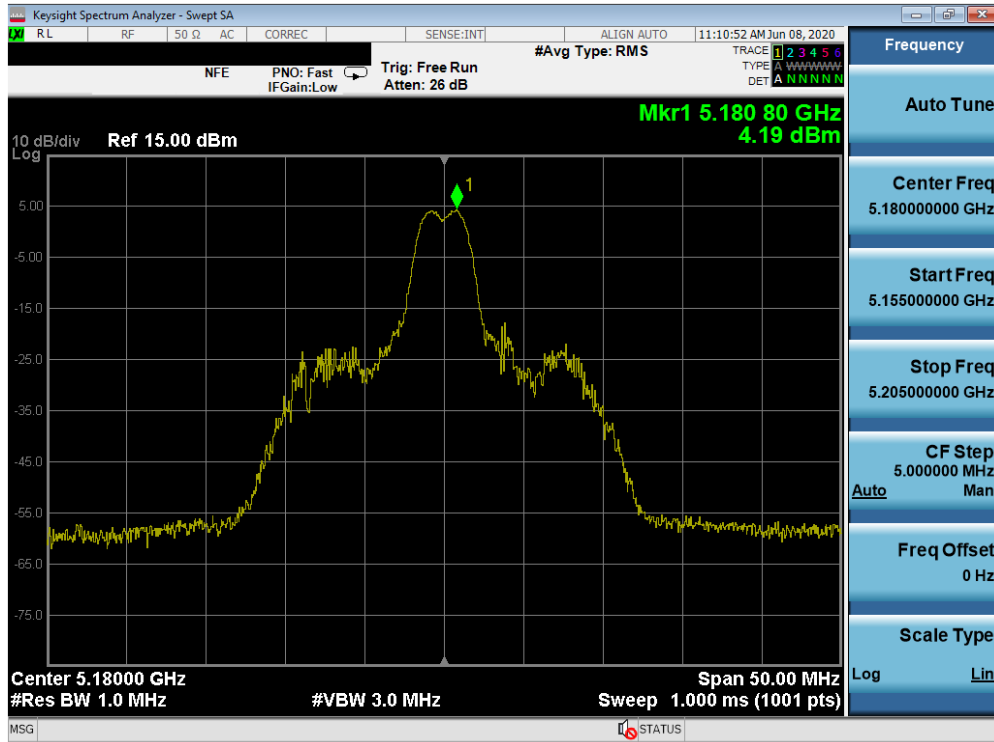 Keysight Spectrum Analyzer - Swept SA
LXI RL RF 50 Ω AC CORREC SENSE:INT ALIGN AUTO 11:10:52 AM Jun 08, 2020
NFE PNO: Fast IFGain:Low Trig: Free Run Atten: 26 dB #Avg Type: RMS
TRACE 1 2 3 4 5 6
TYPE A WWWWW
DET A N N N N N
Mkr1 5.180 80 GHz
4.19 dBm
10 dB/div Ref 15.00 dBm
Log
1
5.00
-5.00
-15.0
-25.0
-35.0
-45.0
-55.0
-65.0
-75.0
Center 5.18000 GHz Span 50.00 MHz
#Res BW 1.0 MHz #VBW 3.0 MHz Sweep 1.000 ms (1001 pts)
MSG STATUS
Frequency
Auto Tune
Center Freq
5.180000000 GHz
Start Freq
5.155000000 GHz
Stop Freq
5.205000000 GHz
CF Step
5.000000 MHz
Auto Man
Freq Offset
0 Hz
Scale Type
Log Lin